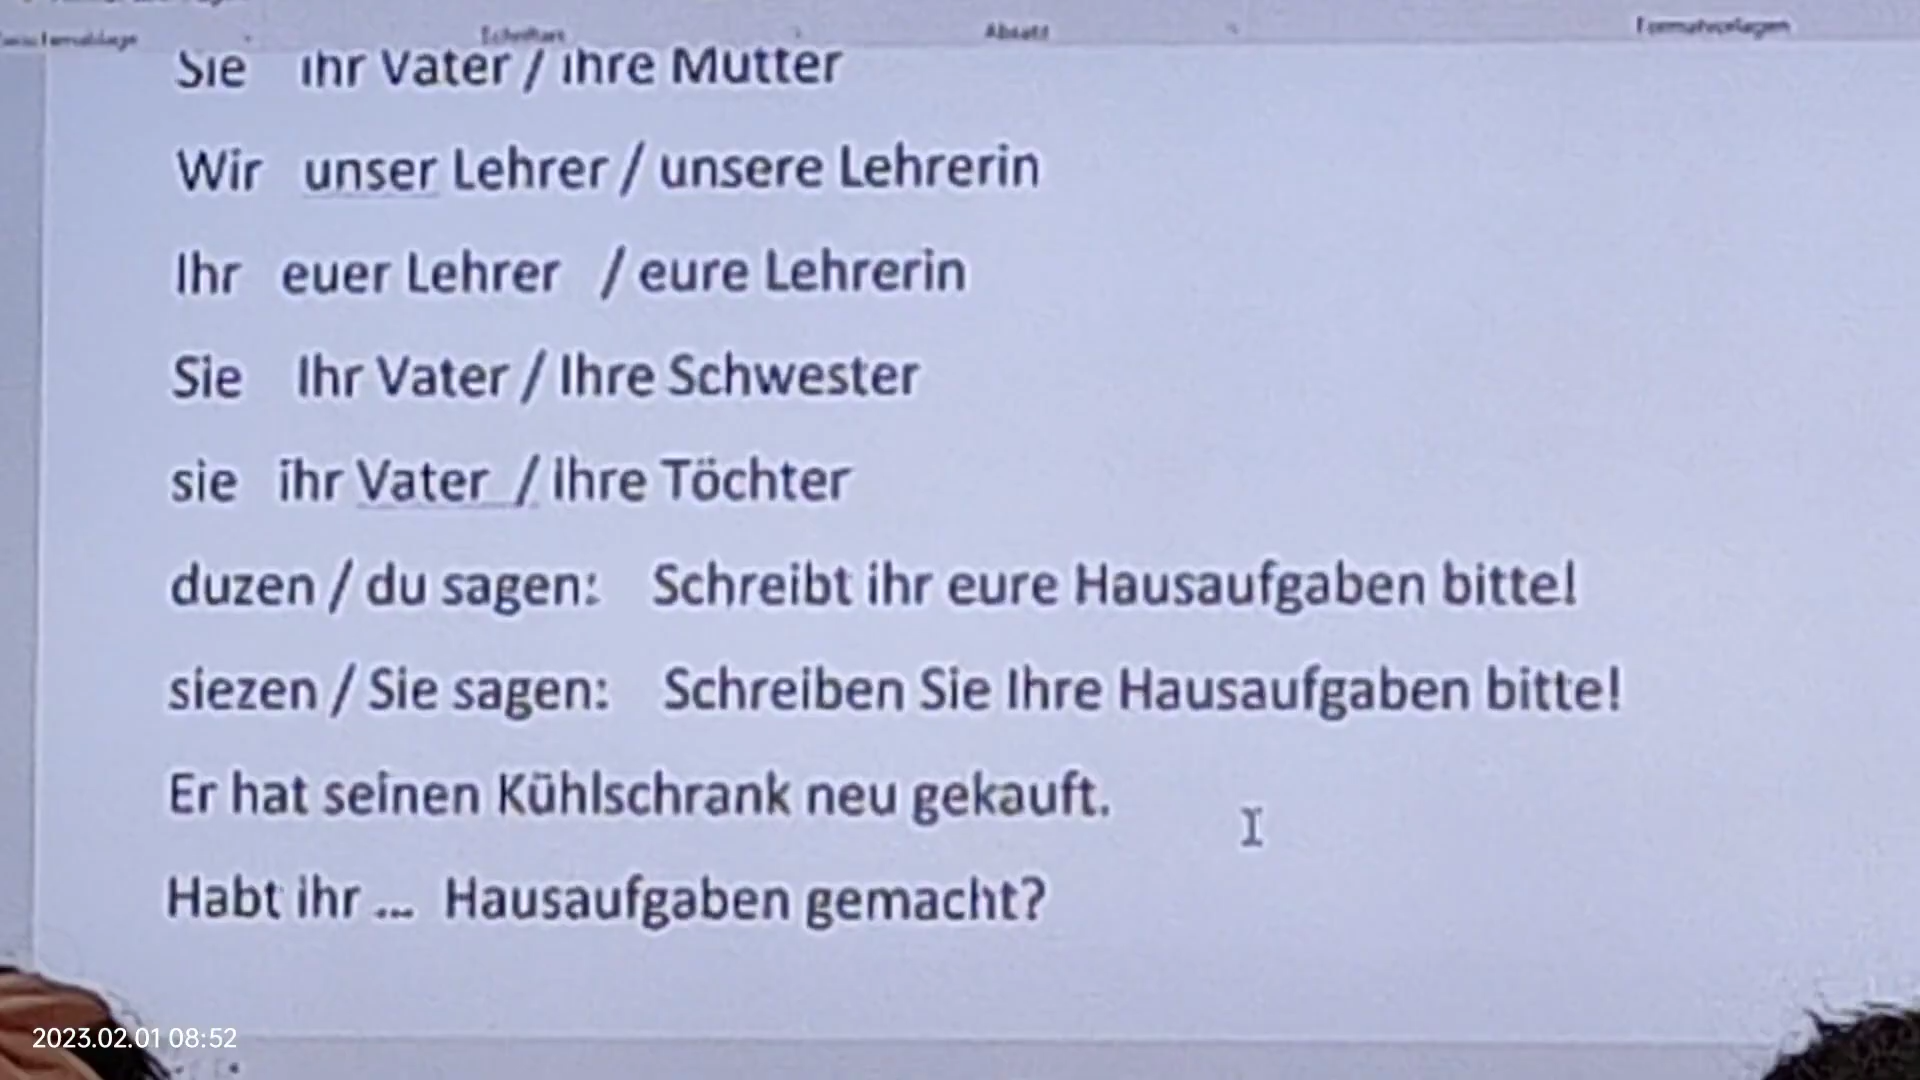 Schriftart Absatz Formatvorlagen
Sie ihr Vater / ihre Mutter
Wir unser Lehrer / unsere Lehrerin
Ihr euer Lehrer / eure Lehrerin
Sie Ihr Vater / Ihre Schwester
sie ihr Vater / ihre Töchter
duzen / du sagen: Schreibt ihr eure Hausaufgaben bitte!
siezen / Sie sagen: Schreiben Sie Ihre Hausaufgaben bitte!
Er hat seinen Kühlschrank neu gekauft.
Habt ihr ... Hausaufgaben gemacht?
2023.02.01 08:52